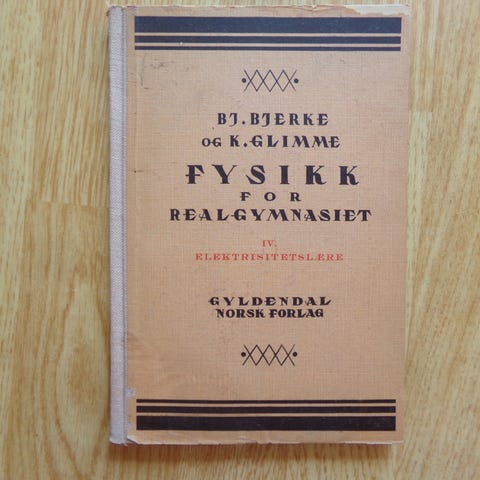 BJ. BJERKE
OG K. GLIMME
FYSIKK
FOR
REALGYMNASIET
IV.
ELEKTRISITETSLÆRE
GYLDENDAL
NORSK FORLAG